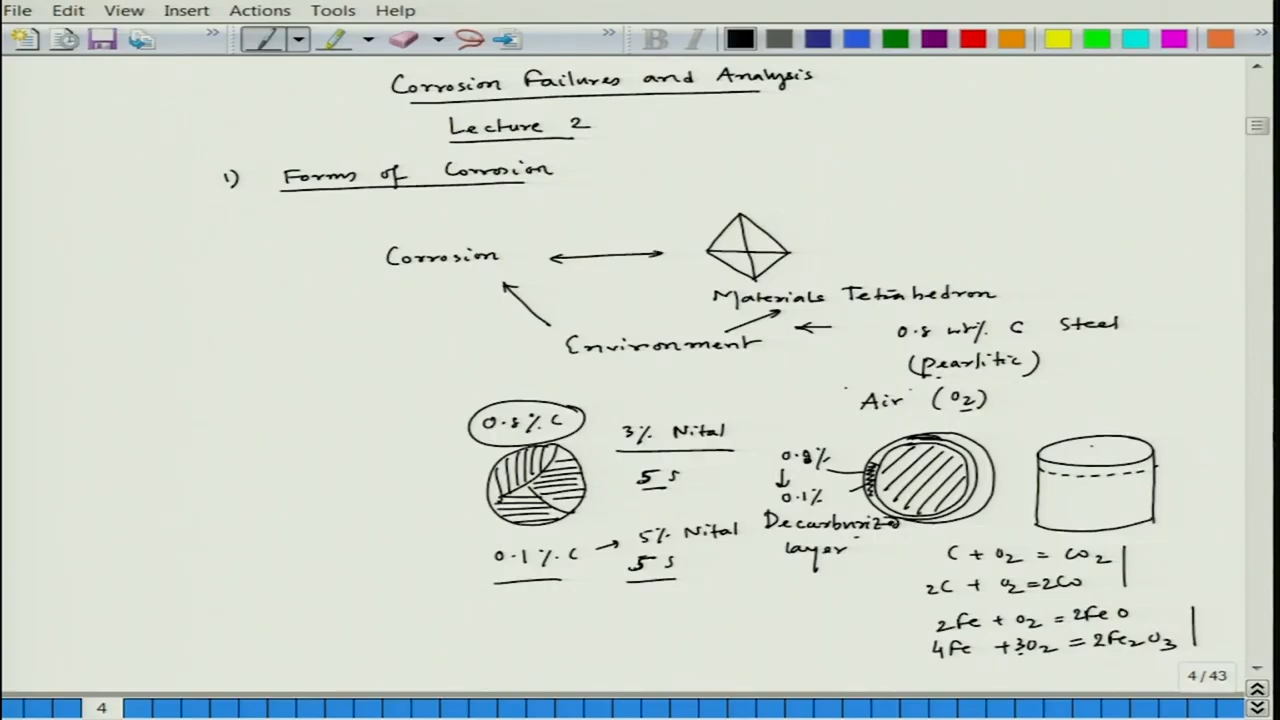 File Edit View Insert Actions Tools Help
B I
Corrosion Failures and Analysis
Lecture 2
1) Forms of Corrosion
Corrosion
Materials Tetrahedron
Environment
0.8 wt% C Steel
(pearlitic)
Air (O2)
0.8% C
3% Nital
5 s
0.1% C → 5% Nital
5 s
0.8%
↓
0.1%
Decarburized
layer
C + O2 = CO2
2C + O2 = 2CO
2Fe + O2 = 2FeO
4Fe + 3O2 = 2Fe2O3
4/43
4